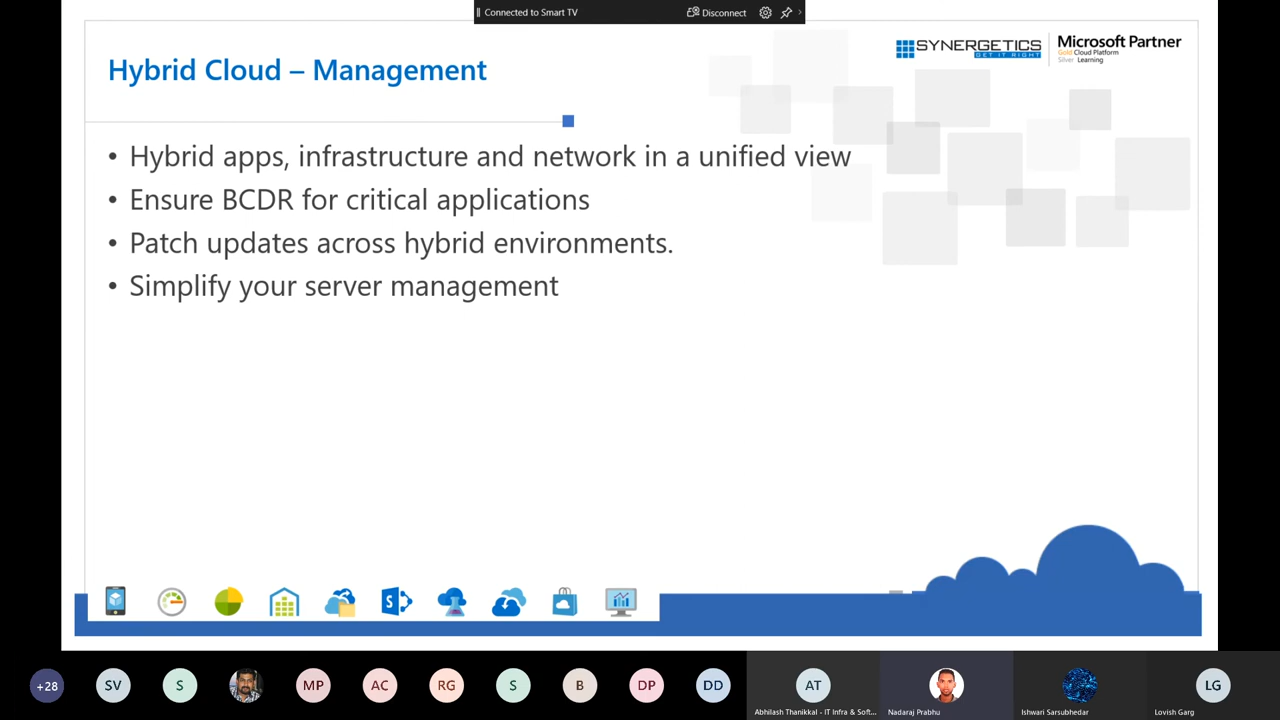 Connected to Smart TV
Disconnect
Hybrid Cloud – Management
SYNERGETICS
GET IT RIGHT
Microsoft Partner
Gold Cloud Platform
Silver Learning
• Hybrid apps, infrastructure and network in a unified view
• Ensure BCDR for critical applications
• Patch updates across hybrid environments.
• Simplify your server management
S
+28
SV
S
MP
AC
RG
S
B
DP
DD
AT
LG
Abhilash Thanikkal - IT Infra & Soft...
Nadaraj Prabhu
Ishwari Sarsubhedar
Lovish Garg